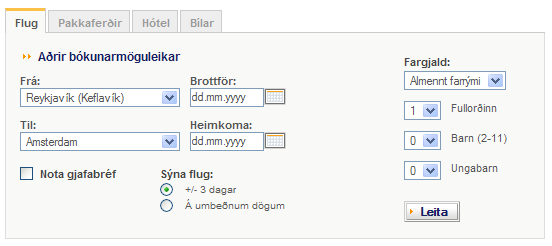 Flug Pakkaferðir Hótel Bílar
Aðrir bókunarmöguleikar
Frá: Brottför:
Reykjavík (Keflavík) dd.mm.yyyy
Til: Heimkoma:
Amsterdam dd.mm.yyyy
Nota gjafabréf
Sýna flug:
+/- 3 dagar
Á umbeðnum dögum
Fargjald:
Almennt farrými
1 Fullorðinn
0 Barn (2-11)
0 Ungabarn
Leita